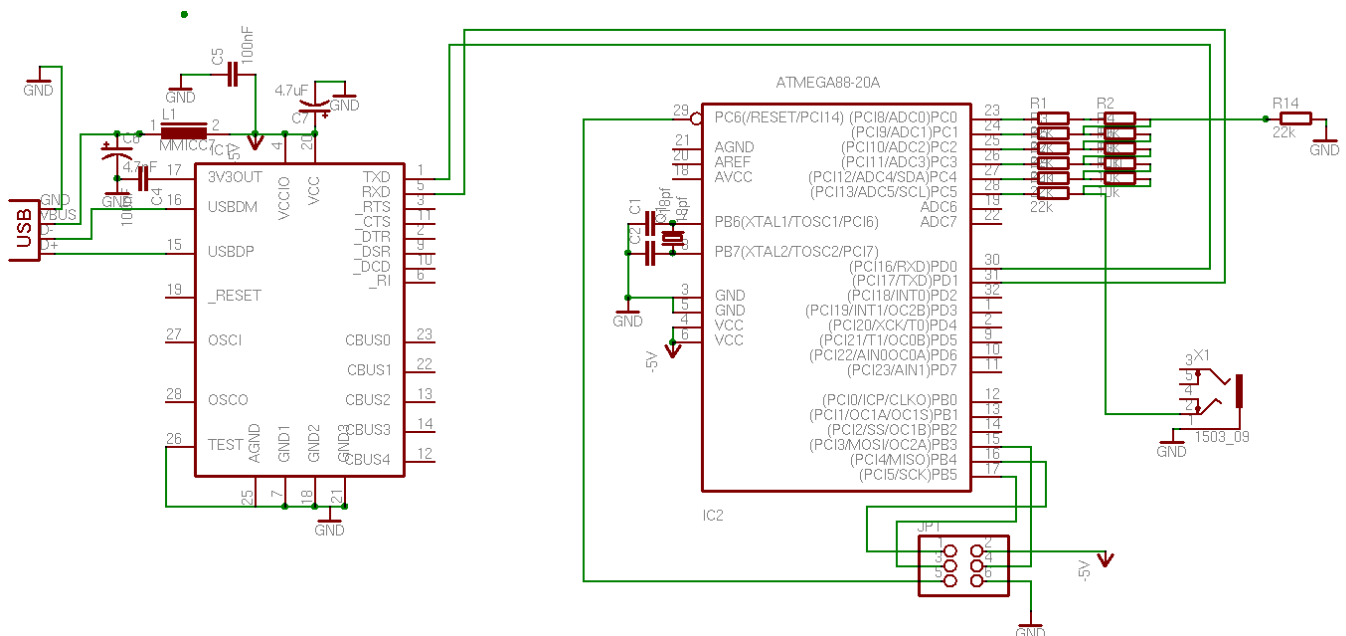 C5
100nF
GND
GND
4.7uF
C7
GND
L1
1
2
MMICC7
GND
C4
-5V
4
20
17
3V3OUT
VCCIO
VCC
TXD
1
16
USBDM
RXD
5
_RTS
3
_CTS
11
_DTR
2
15
USBDP
_DSR
9
_DCD
10
_RI
6
19
_RESET
27
OSCI
CBUS0
23
CBUS1
22
28
OSCO
CBUS2
13
CBUS3
14
26
TEST
CBUS4
12
AGND
GND1
GND2
GND3
25
7
18
21
GND
USB
GND
VBUS
D-
D+
ATMEGA88-20A
29
PC6(/RESET/PCI14)
(PCI8/ADC0)PC0
23
21
AGND
(PCI9/ADC1)PC1
24
20
AREF
(PCI10/ADC2)PC2
25
18
AVCC
(PCI11/ADC3)PC3
26
(PCI12/ADC4/SDA)PC4
27
(PCI13/ADC5/SCL)PC5
28
ADC6
19
ADC7
22
C1
18pf
C2
18pf
PB6(XTAL1/TOSC1/PCI6)
PB7(XTAL2/TOSC2/PCI7)
(PCI16/RXD)PD0
30
(PCI17/TXD)PD1
31
3
GND
(PCI18/INT0)PD2
32
5
GND
(PCI19/INT1/OC2B)PD3
1
4
VCC
(PCI20/XCK/T0)PD4
2
6
VCC
(PCI21/T1/OC0B)PD5
9
(PCI22/AIN0OC0A)PD6
10
(PCI23/AIN1)PD7
11
GND
-5V
(PCI0/ICP/CLKO)PB0
12
(PCI1/OC1A/OC1S)PB1
13
(PCI2/SS/OC1B)PB2
14
(PCI3/MOSI/OC2A)PB3
15
(PCI4/MISO)PB4
16
(PCI5/SCK)PB5
17
IC2
R1
R2
22k
R14
22k
GND
X1
3
5
4
2
1
1503_09
GND
JP1
1
2
3
4
5
6
-5V
GND